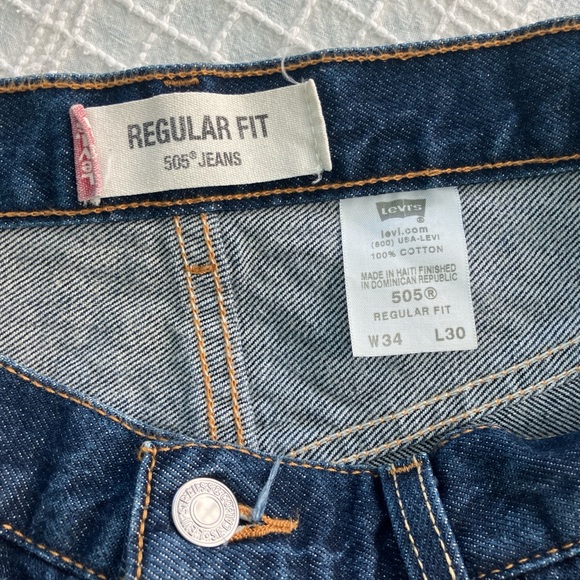 LEVI'S
REGULAR FIT
505® JEANS
Levi's ®
levi.com
(800) USA-LEVI
100% COTTON
MADE IN HAITI FINISHED
IN DOMINICAN REPUBLIC
505®
REGULAR FIT
W34 L30